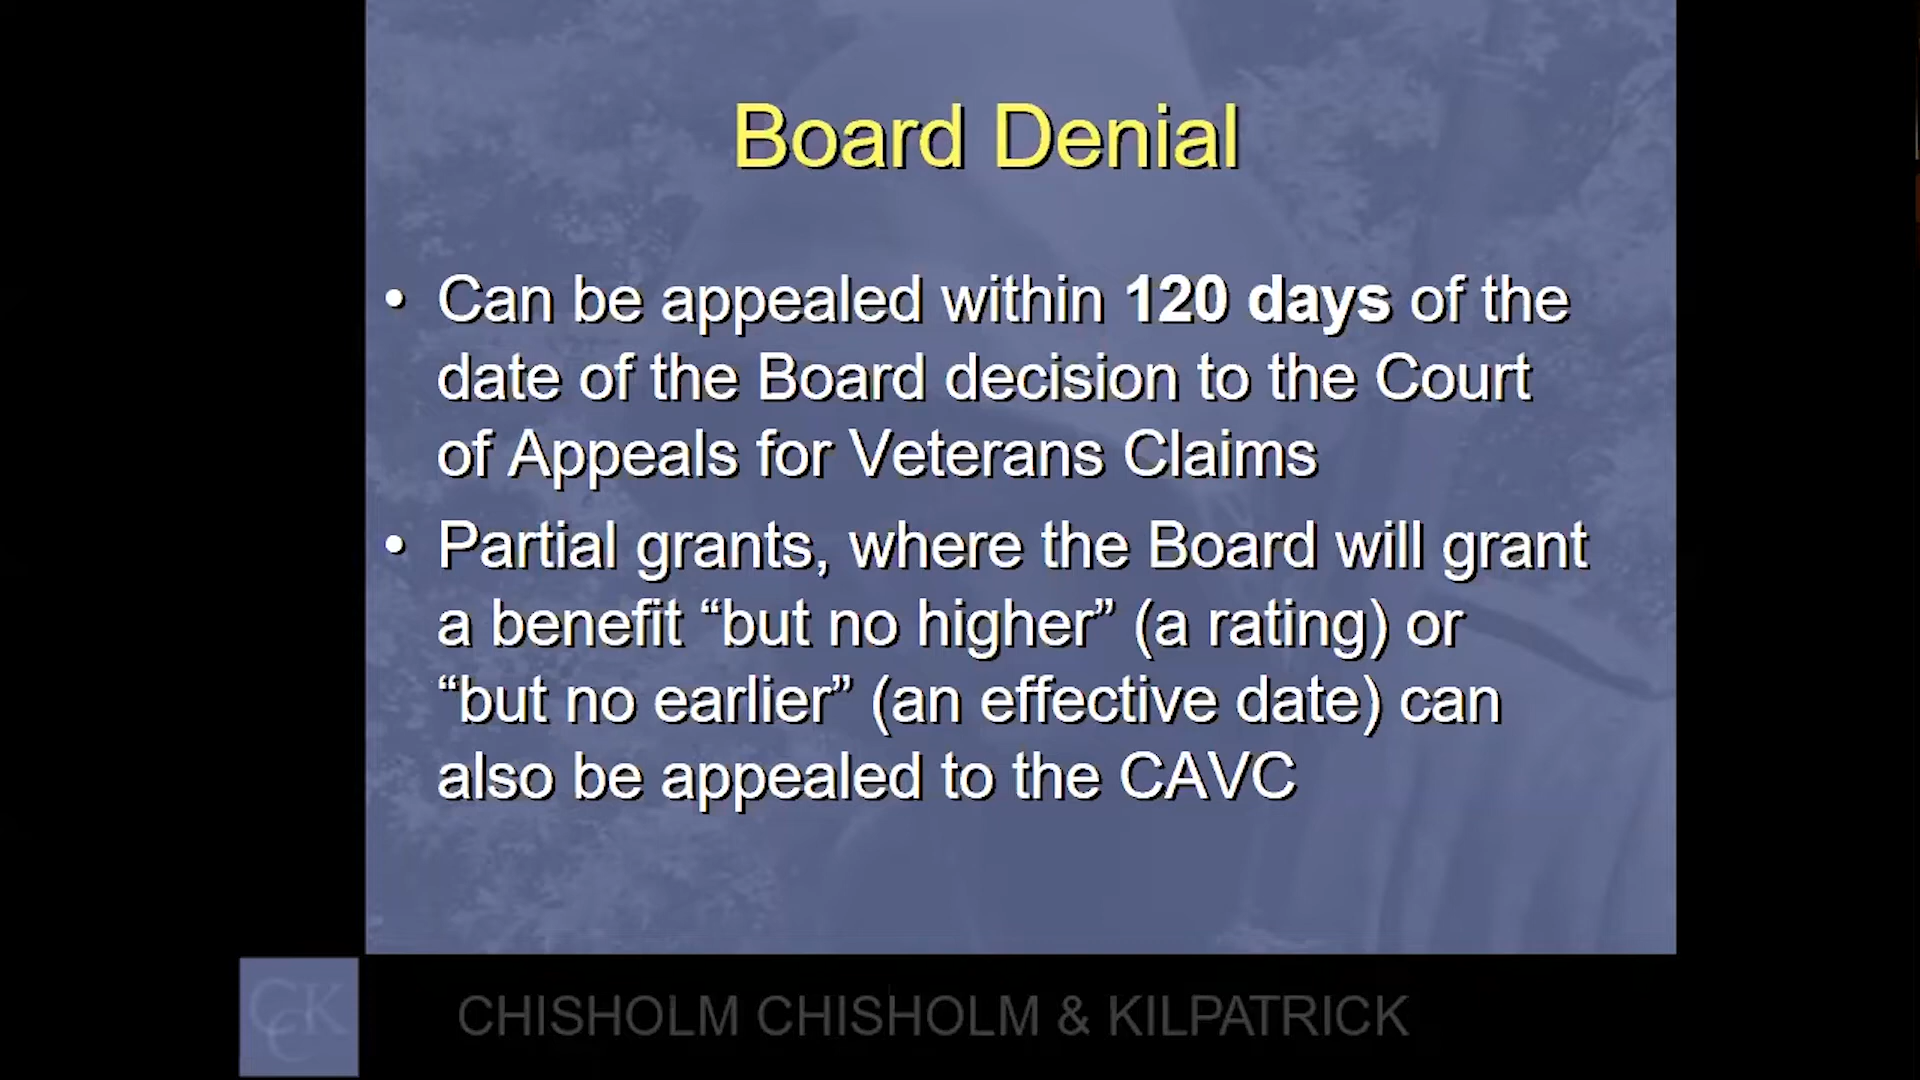 Board Denial
• Can be appealed within 120 days of the
date of the Board decision to the Court
of Appeals for Veterans Claims
• Partial grants, where the Board will grant
a benefit “but no higher” (a rating) or
“but no earlier” (an effective date) can
also be appealed to the CAVC
CCK
CHISHOLM CHISHOLM & KILPATRICK